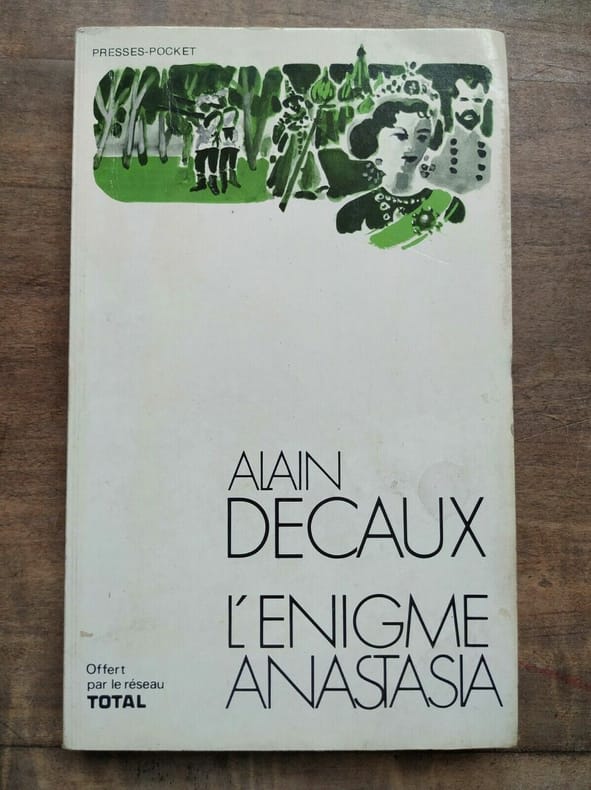 PRESSES-POCKET
ALAIN
DECAUX
L'ENIGME
ANASTASIA
Offert
par le réseau
TOTAL